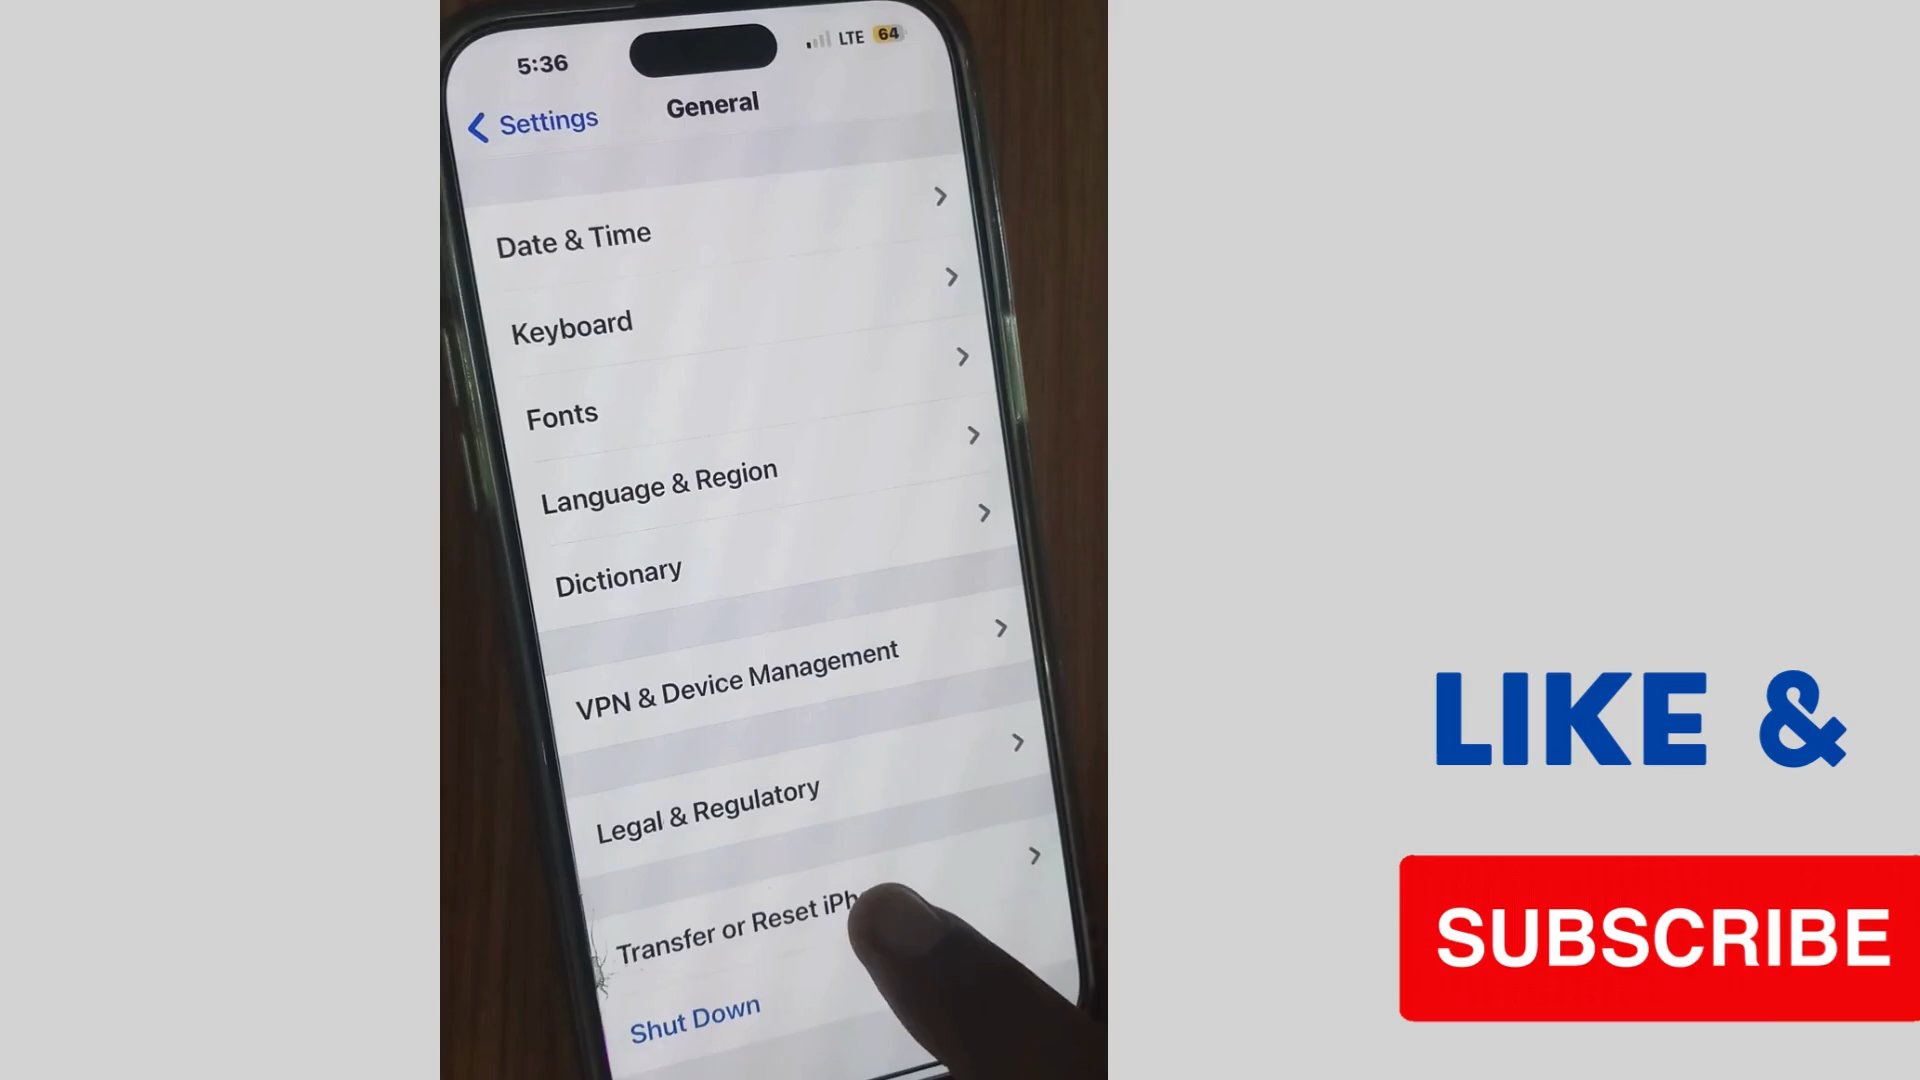 5:36
LTE 64
Settings
General
Date & Time
Keyboard
Fonts
Language & Region
Dictionary
VPN & Device Management
Legal & Regulatory
Transfer or Reset iPh
Shut Down
LIKE &
SUBSCRIBE